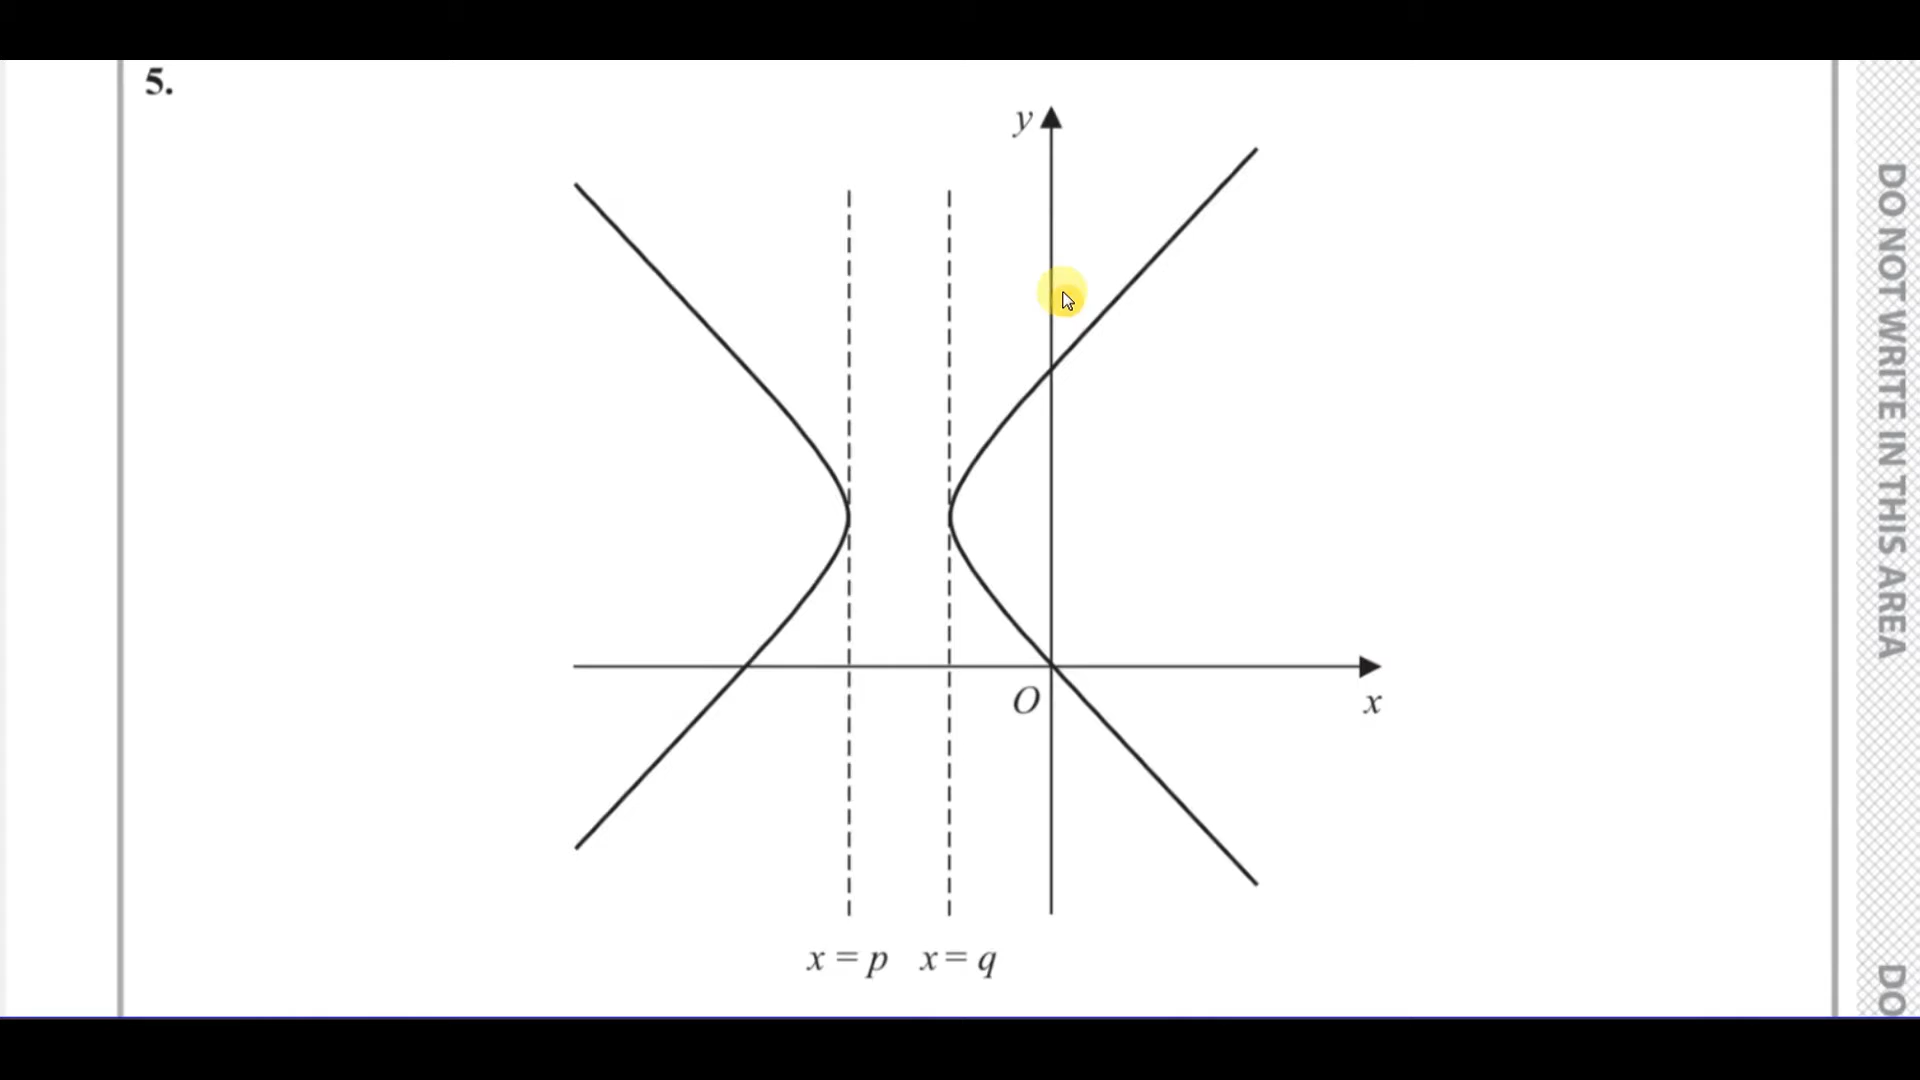 5.
y
O
x
x = p x = q
DO NOT WRITE IN THIS AREA
DO